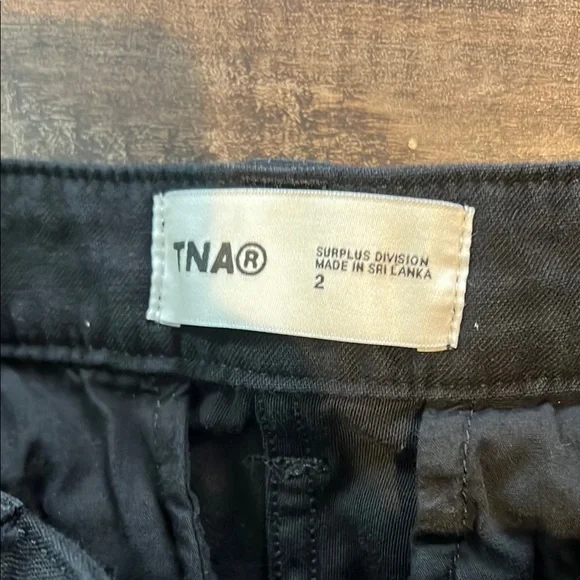 TNA®
SURPLUS DIVISION
MADE IN SRI LANKA
2